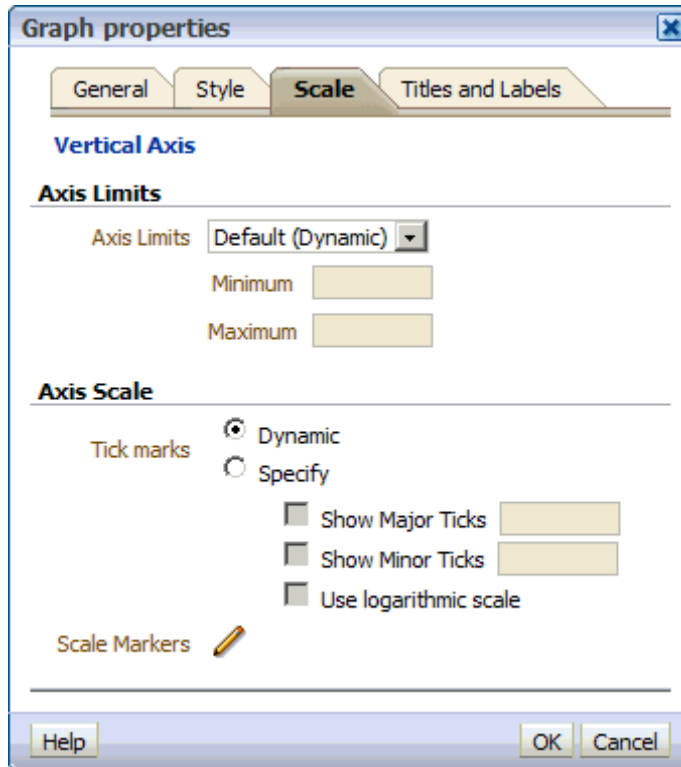 Graph properties
General Style Scale Titles and Labels
Vertical Axis
Axis Limits
Axis Limits Default (Dynamic)
Minimum
Maximum
Axis Scale
Tick marks Dynamic
Specify
Show Major Ticks
Show Minor Ticks
Use logarithmic scale
Scale Markers
Help OK Cancel